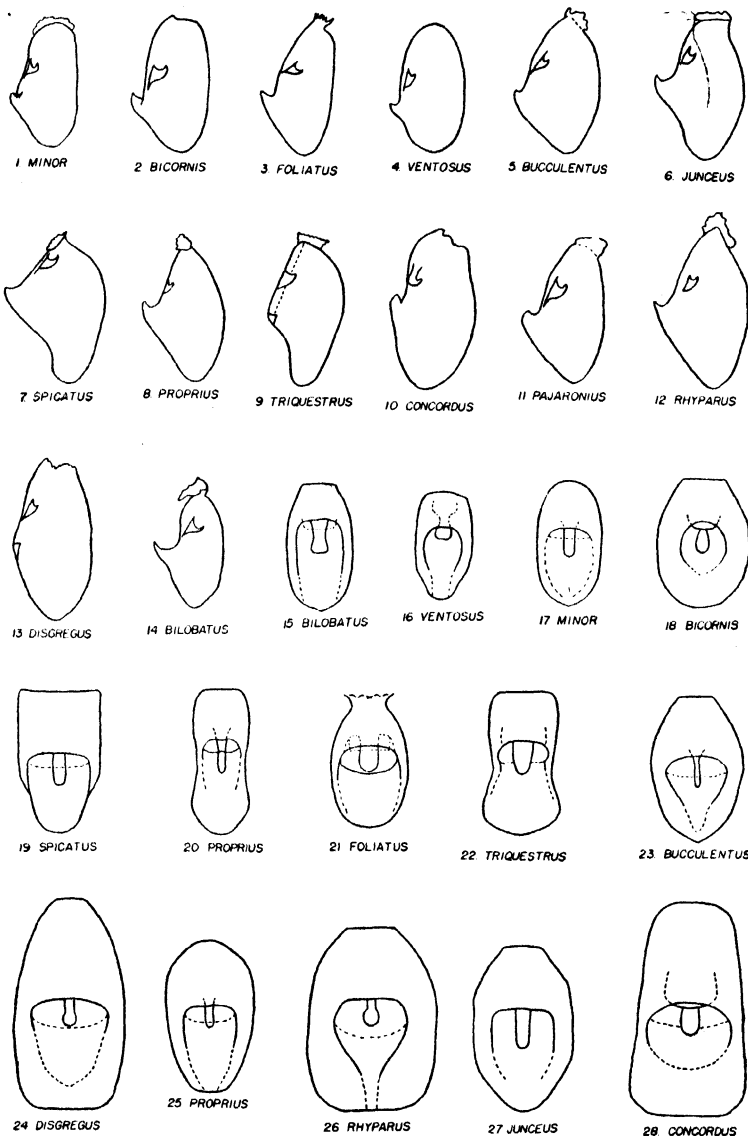 1. MINOR
2. BICORNIS
3. FOLIATUS
4. VENTOSUS
5. BUCCULENTUS
6. JUNCEUS
7. SPICATUS
8. PROPRIUS
9. TRIQUESTRUS
10. CONCORDUS
11. PAJARONIUS
12. RHYPARUS
13. DISGREGUS
14. BILOBATUS
15. BILOBATUS
16. VENTOSUS
17. MINOR
18. BICORNIS
19. SPICATUS
20. PROPRIUS
21. FOLIATUS
22. TRIQUESTRUS
23. BUCCULENTUS
24. DISGREGUS
25. PROPRIUS
26. RHYPARUS
27. JUNCEUS
28. CONCORDUS